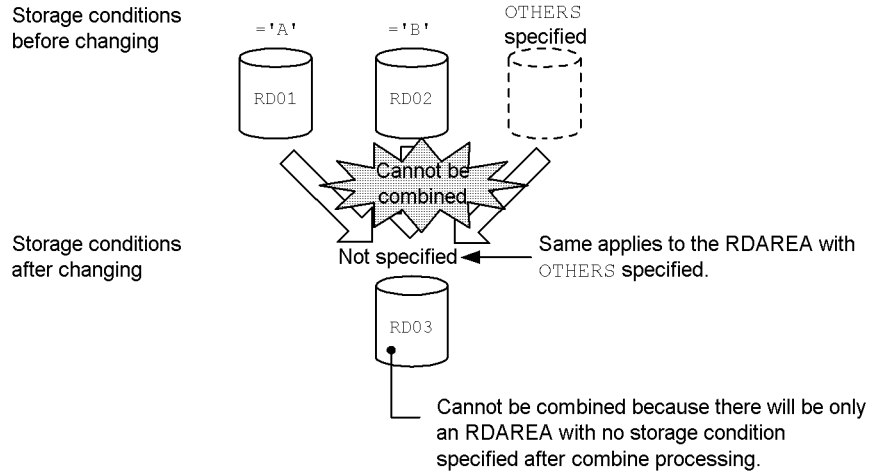 Storage conditions
before changing
='A'
='B'
OTHERS
specified
RD01
RD02
Cannot be
combined
Storage conditions
after changing
Not specified
Same applies to the RDAREA with
OTHERS specified.
RD03
Cannot be combined because there will be only
an RDAREA with no storage condition
specified after combine processing.